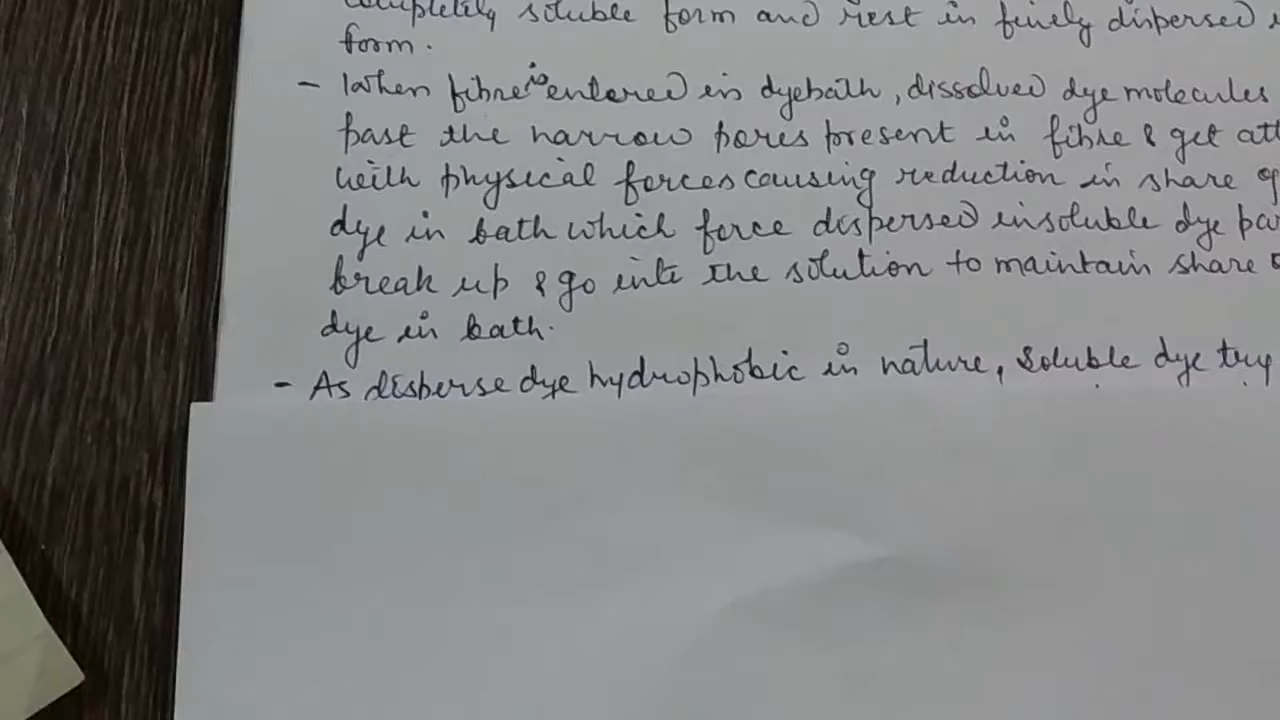 completely soluble form and rest in finely dispersed
form.
- When fibre is entered in dyebath, dissolved dye molecules
past the narrow pores present in fibre & get att
with physical forces causing reduction in share of
dye in bath which force dispersed insoluble dye pa
break up & go into the solution to maintain share o
dye in bath.
- As disperse dye hydrophobic in nature, soluble dye try